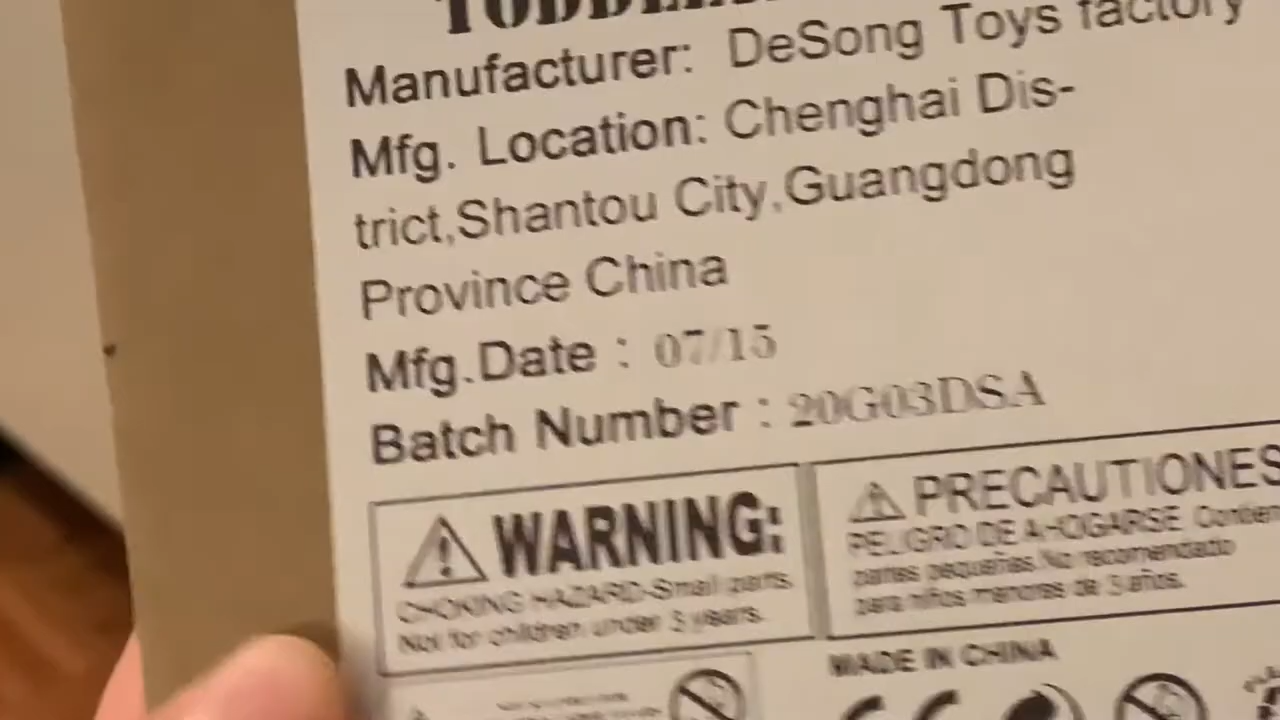 Manufacturer: DeSong Toys factory
Mfg. Location: Chenghai Dis-
trict,Shantou City,Guangdong
Province China
Mfg.Date : 07/15
Batch Number : 20G03DSA
WARNING:
CHOKING HAZARD-Small parts.
Not for children under 3 years.
PRECAUTIONES
PELIGRO DE AHOGARSE. Contien
partes pequeñas.No recomendado
para niños menores de 3 años.
MADE IN CHINA